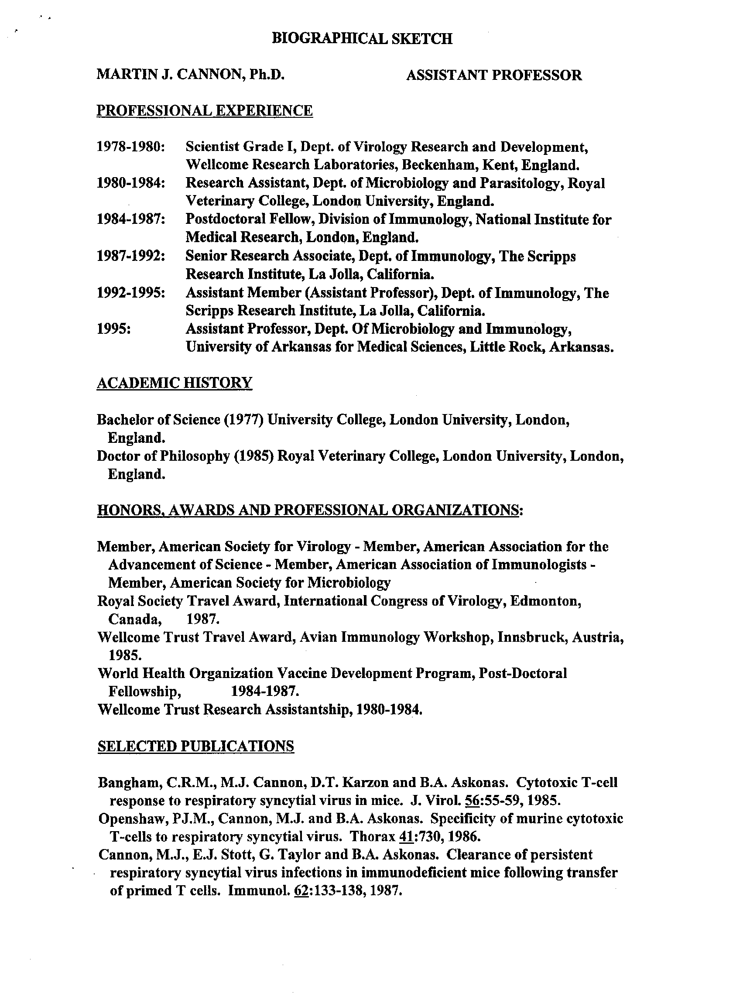 BIOGRAPHICAL SKETCH
MARTIN J. CANNON, Ph.D. ASSISTANT PROFESSOR
PROFESSIONAL EXPERIENCE
1978-1980: Scientist Grade I, Dept. of Virology Research and Development,
Wellcome Research Laboratories, Beckenham, Kent, England.
1980-1984: Research Assistant, Dept. of Microbiology and Parasitology, Royal
Veterinary College, London University, England.
1984-1987: Postdoctoral Fellow, Division of Immunology, National Institute for
Medical Research, London, England.
1987-1992: Senior Research Associate, Dept. of Immunology, The Scripps
Research Institute, La Jolla, California.
1992-1995: Assistant Member (Assistant Professor), Dept. of Immunology, The
Scripps Research Institute, La Jolla, California.
1995: Assistant Professor, Dept. Of Microbiology and Immunology,
University of Arkansas for Medical Sciences, Little Rock, Arkansas.
ACADEMIC HISTORY
Bachelor of Science (1977) University College, London University, London,
England.
Doctor of Philosophy (1985) Royal Veterinary College, London University, London,
England.
HONORS, AWARDS AND PROFESSIONAL ORGANIZATIONS:
Member, American Society for Virology - Member, American Association for the
Advancement of Science - Member, American Association of Immunologists -
Member, American Society for Microbiology
Royal Society Travel Award, International Congress of Virology, Edmonton,
Canada, 1987.
Wellcome Trust Travel Award, Avian Immunology Workshop, Innsbruck, Austria,
1985.
World Health Organization Vaccine Development Program, Post-Doctoral
Fellowship, 1984-1987.
Wellcome Trust Research Assistantship, 1980-1984.
SELECTED PUBLICATIONS
Bangham, C.R.M., M.J. Cannon, D.T. Karzon and B.A. Askonas. Cytotoxic T-cell
response to respiratory syncytial virus in mice. J. Virol. 56:55-59, 1985.
Openshaw, P.J.M., Cannon, M.J. and B.A. Askonas. Specificity of murine cytotoxic
T-cells to respiratory syncytial virus. Thorax 41:730, 1986.
Cannon, M.J., E.J. Stott, G. Taylor and B.A. Askonas. Clearance of persistent
respiratory syncytial virus infections in immunodeficient mice following transfer
of primed T cells. Immunol. 62:133-138, 1987.